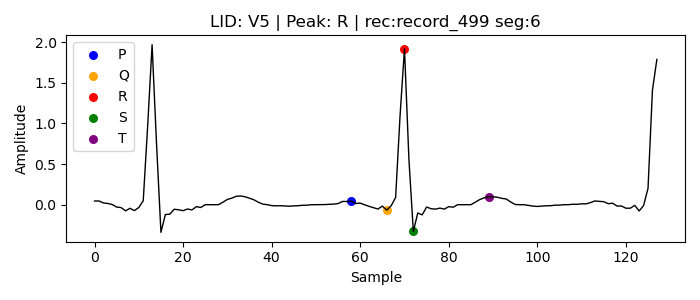 LID: V5 | Peak: R | rec:record_499 seg:6
Amplitude
2.0
1.5
1.0
0.5
0.0
P
Q
R
S
T
0 20 40 60 80 100 120
Sample